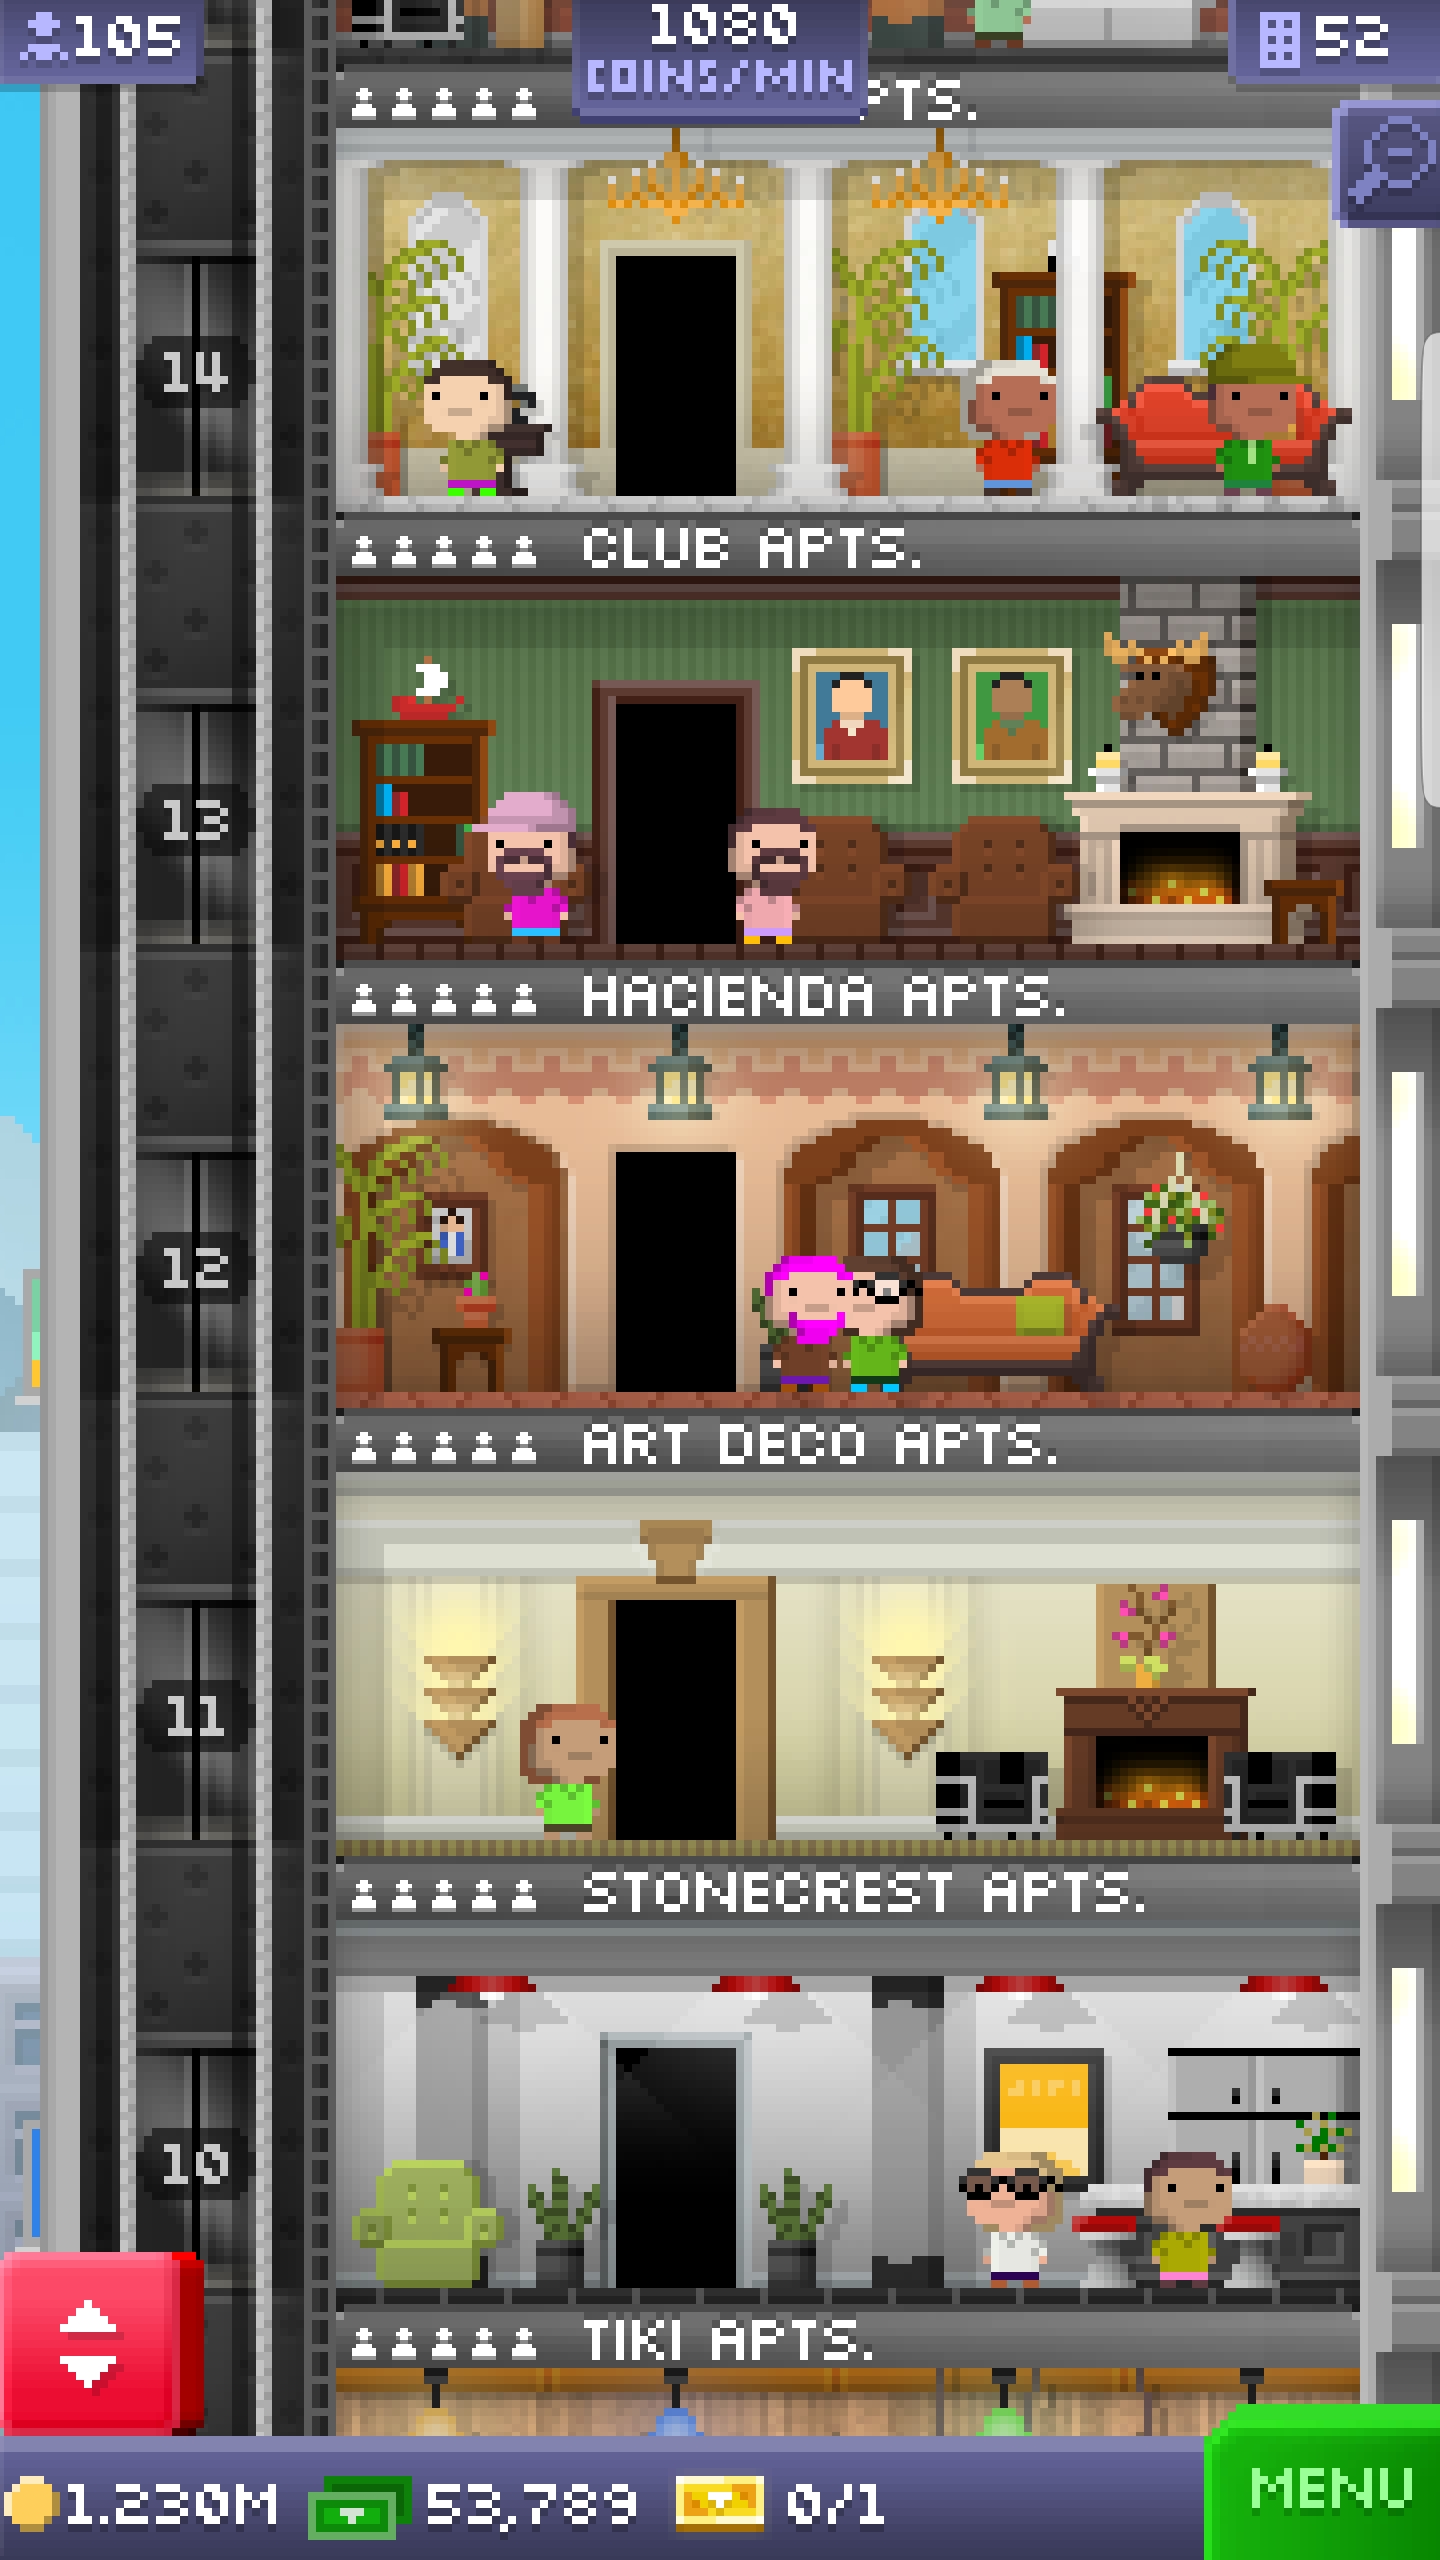 105
1080
COINS/MIN
52
PTS.
14
CLUB APTS.
13
HACIENDA APTS.
12
ART DECO APTS.
11
STONECREST APTS.
10
TIKI APTS.
1.230M
53,789
0/1
MENU